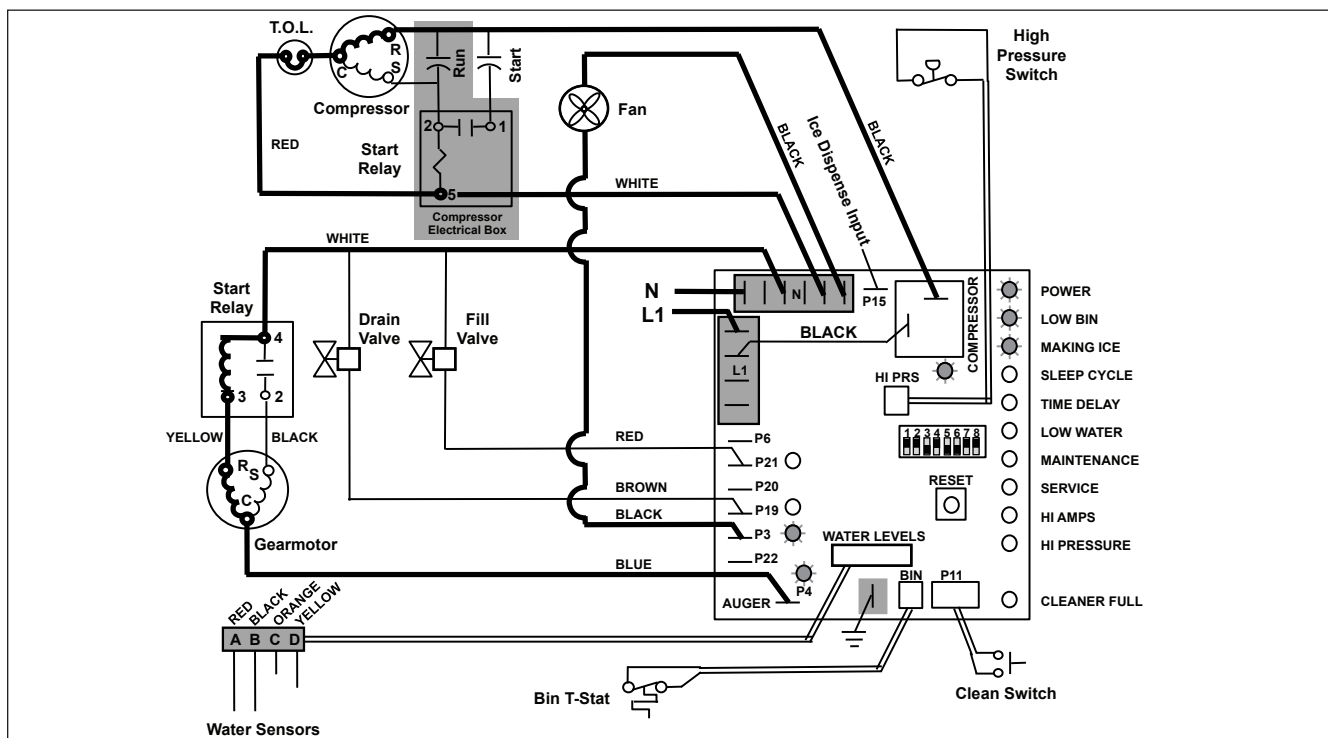 T.O.L.
R
C
S
Compressor
Run
Start
RED
Start
Relay
2
1
5
Compressor
Electrical Box
Fan
BLACK
BLACK
Ice Dispense Input
High
Pressure
Switch
WHITE
WHITE
Start
Relay
4
3
2
YELLOW
BLACK
R
S
C
Gearmotor
Drain
Valve
Fill
Valve
N
L1
N
L1
P15
BLACK
COMPRESSOR
HI PRS
1 2 3 4 5 6 7 8
RESET
POWER
LOW BIN
MAKING ICE
SLEEP CYCLE
TIME DELAY
LOW WATER
MAINTENANCE
SERVICE
HI AMPS
HI PRESSURE
CLEANER FULL
RED
BROWN
BLACK
BLUE
P6
P21
P20
P19
P3
P22
P4
AUGER
WATER LEVELS
BIN
P11
RED
BLACK
ORANGE
YELLOW
A B C D
Water Sensors
Bin T-Stat
Clean Switch